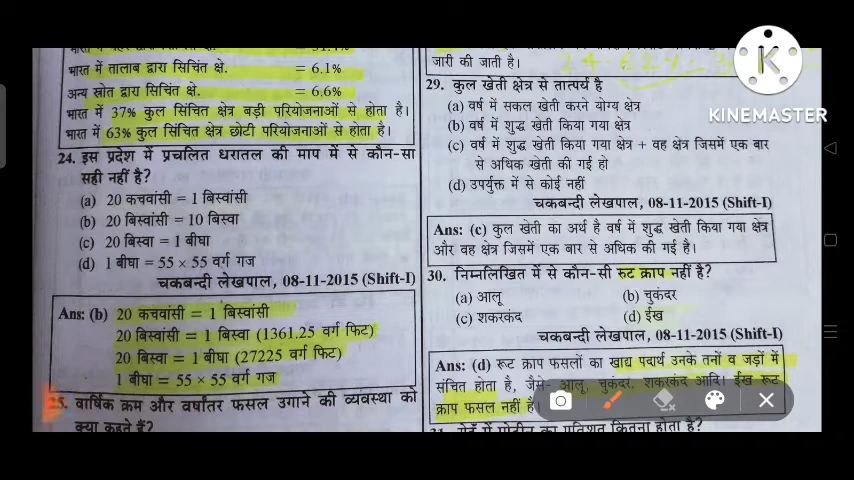 भारत में तालाब द्वारा सिंचित क्षे. = 6.1%
अन्य स्रोत द्वारा सिंचित क्षे. = 6.6%
भारत में 37% कुल सिंचित क्षेत्र बड़ी परियोजनाओं से होता है।
भारत में 63% कुल सिंचित क्षेत्र छोटी परियोजनाओं से होता है।
24. इस प्रदेश में प्रचलित धरातल की माप में से कौन-सा
सही नहीं है?
(a) 20 कचवांसी = 1 बिस्वांसी
(b) 20 बिस्वांसी = 10 बिस्वा
(c) 20 बिस्वा = 1 बीघा
(d) 1 बीघा = 55 × 55 वर्ग गज
चकबन्दी लेखपाल, 08-11-2015 (Shift-I)
Ans: (b) 20 कचवांसी = 1 बिस्वांसी
20 बिस्वांसी = 1 बिस्वा (1361.25 वर्ग फिट)
20 बिस्वा = 1 बीघा (27225 वर्ग फिट)
1 बीघा = 55 × 55 वर्ग गज
25. वार्षिक क्रम और वर्षांतर फसल उगाने की व्यवस्था को
क्या कहते हैं?
जारी की जाती है।
29. कुल खेती क्षेत्र से तात्पर्य है
(a) वर्ष में सकल खेती करने योग्य क्षेत्र
(b) वर्ष में शुद्ध खेती किया गया क्षेत्र
(c) वर्ष में शुद्ध खेती किया गया क्षेत्र + वह क्षेत्र जिसमें एक बार
से अधिक खेती की गई हो
(d) उपर्युक्त में से कोई नहीं
चकबन्दी लेखपाल, 08-11-2015 (Shift-I)
Ans: (c) कुल खेती का अर्थ है वर्ष में शुद्ध खेती किया गया क्षेत्र
और वह क्षेत्र जिसमें एक बार से अधिक की गई है।
30. निम्नलिखित में से कौन-सी रुट क्राप नहीं है?
(a) आलू (b) चुकंदर
(c) शकरकंद (d) ईख
चकबन्दी लेखपाल, 08-11-2015 (Shift-I)
Ans: (d) रूट क्राप फसलों का खाद्य पदार्थ उनके तनों व जड़ों में
संचित होता है, जैसे- आलू, चुकंदर, शकरकंद आदि। ईख रूट
क्राप फसल नहीं है।
31. गेहूँ में प्रोटीन का प्रतिशत कितना होता है?
K
KINEMASTER